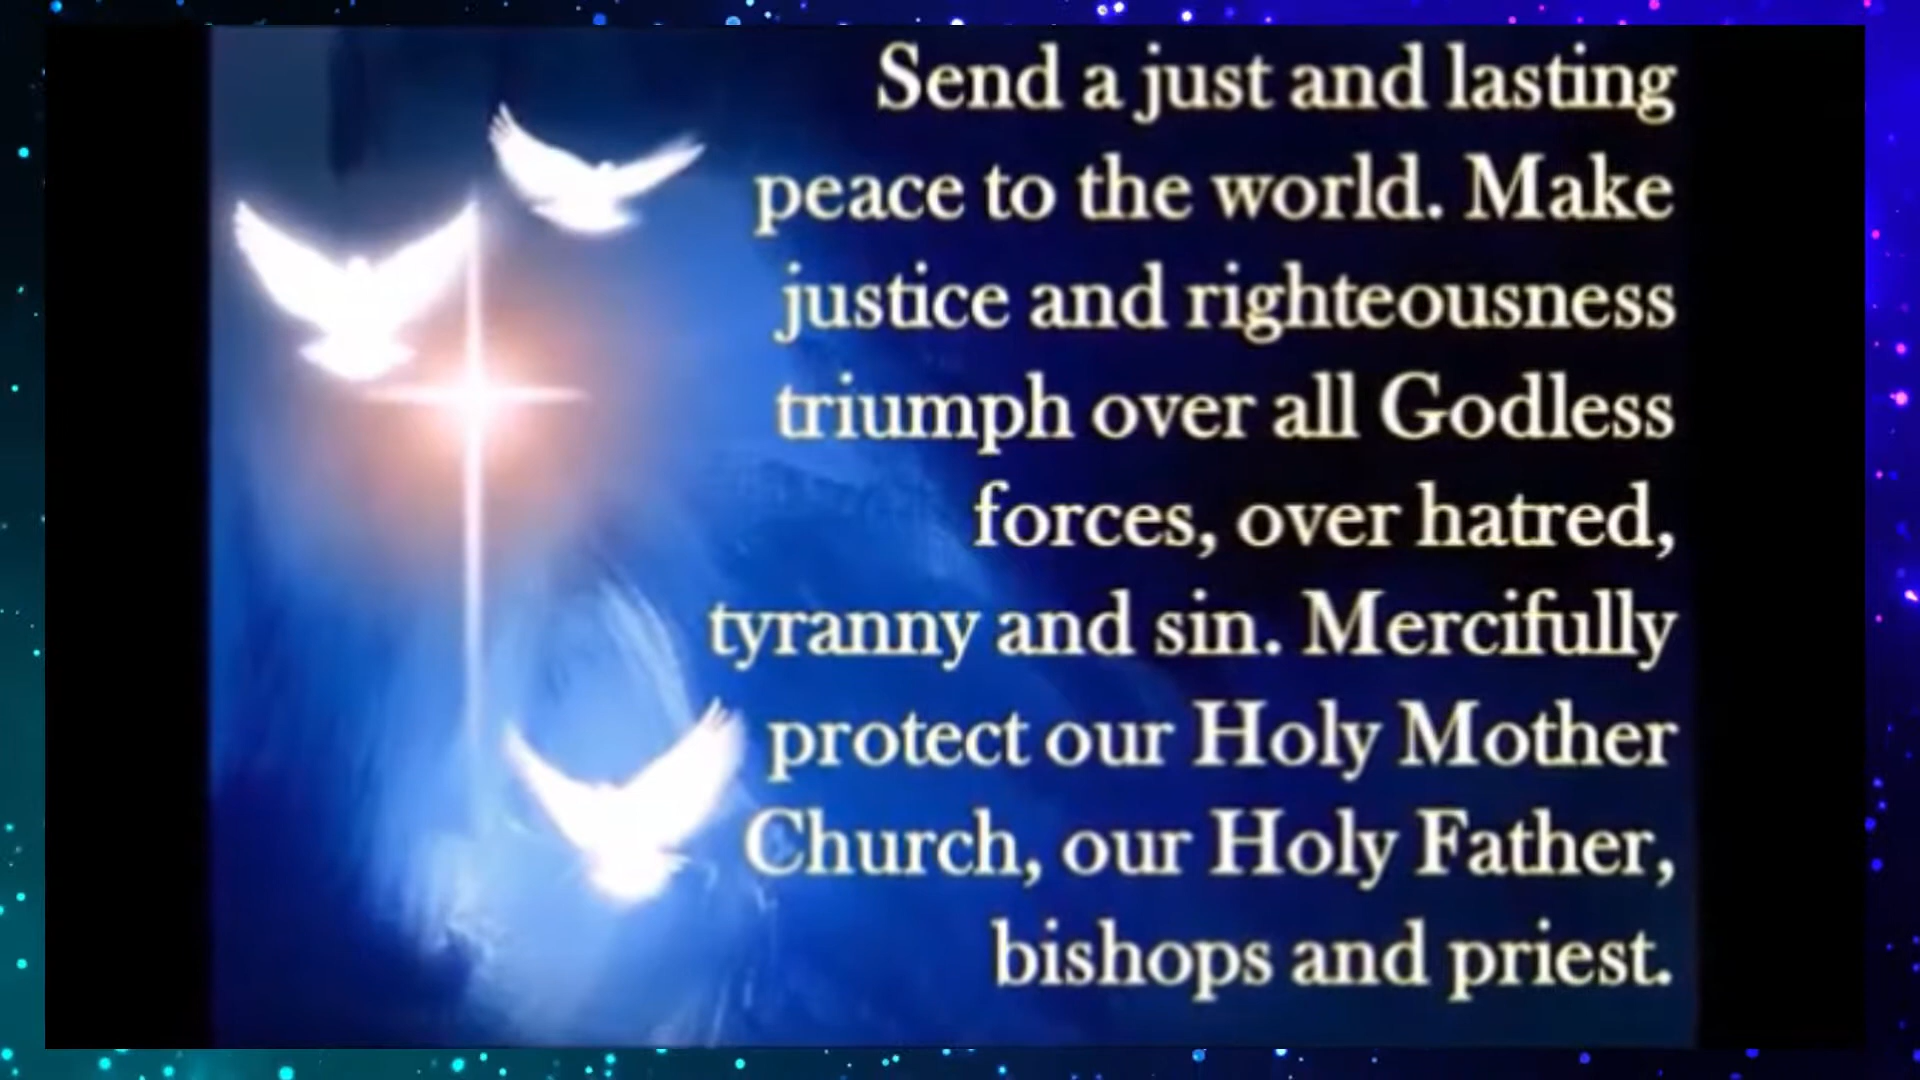 Send a just and lasting
peace to the world. Make
justice and righteousness
triumph over all Godless
forces, over hatred,
tyranny and sin. Mercifully
protect our Holy Mother
Church, our Holy Father,
bishops and priest.